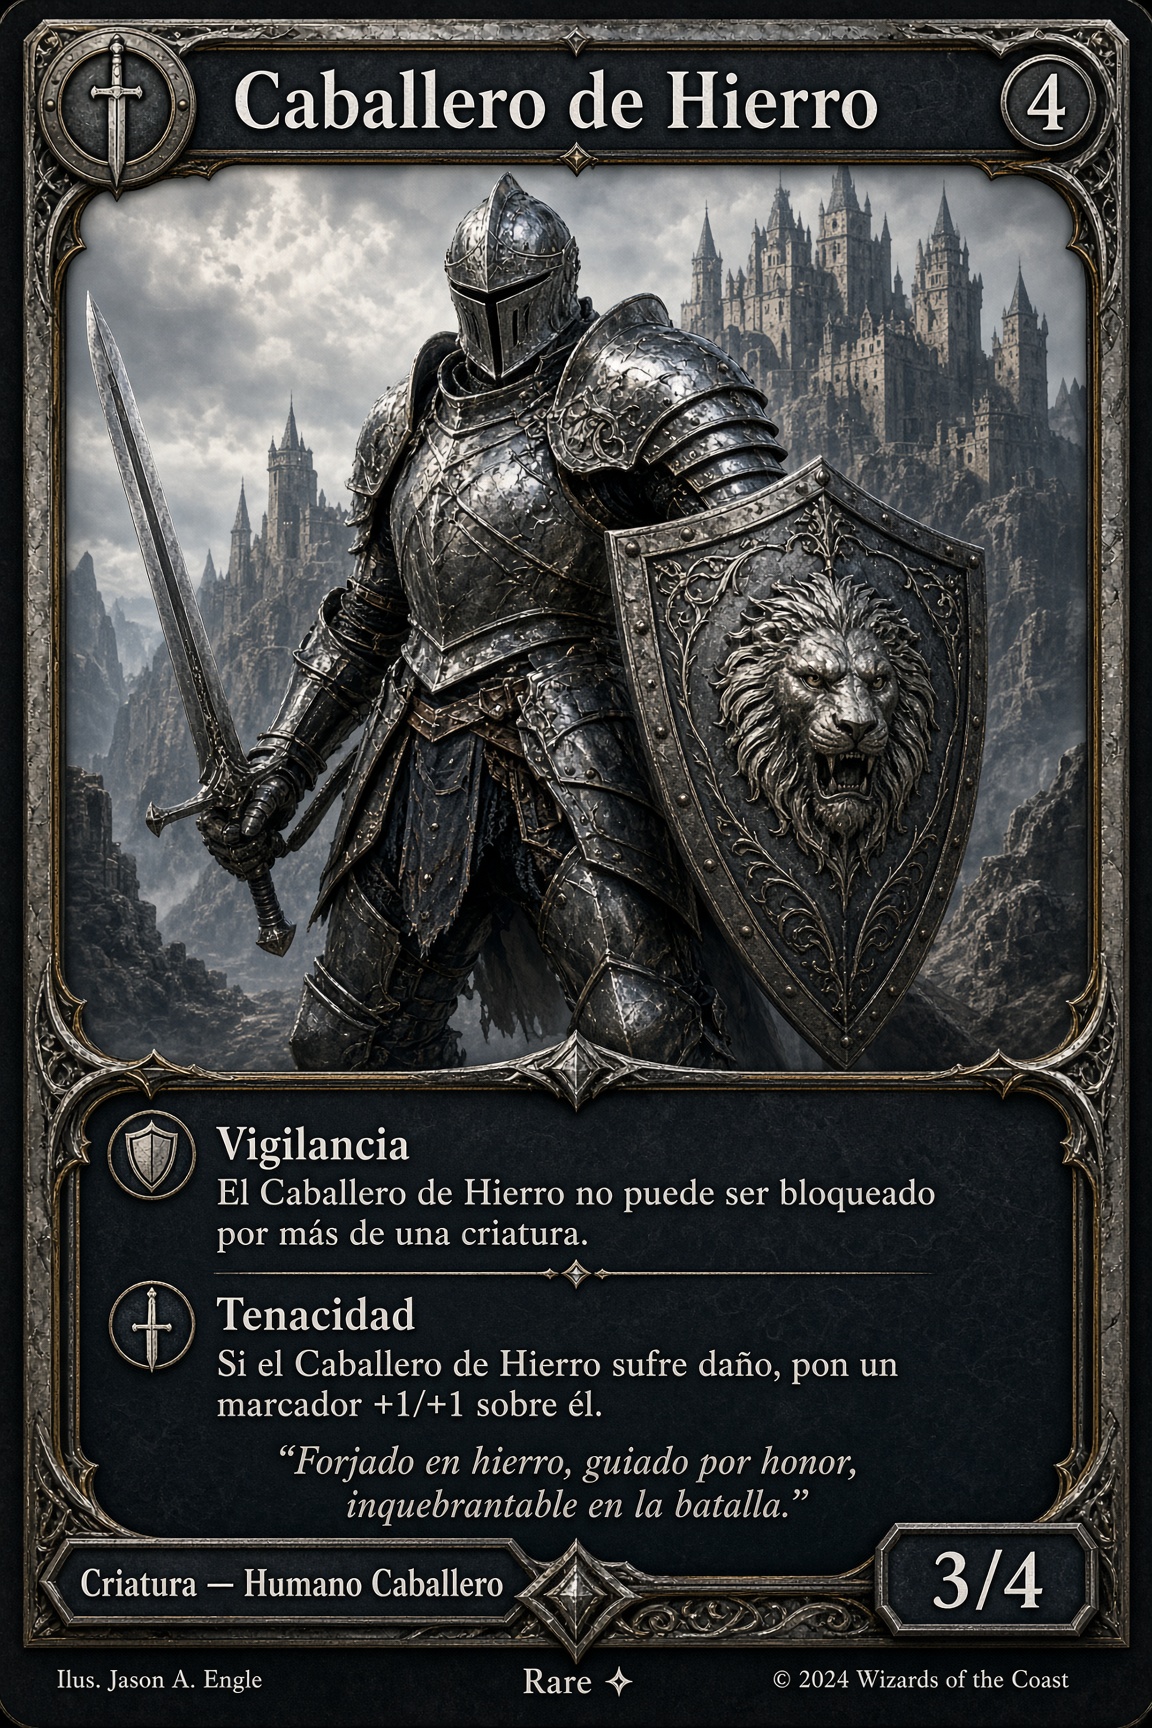 Caballero de Hierro
4
Vigilancia
El Caballero de Hierro no puede ser bloqueado
por más de una criatura.
Tenacidad
Si el Caballero de Hierro sufre daño, pon un
marcador +1/+1 sobre él.
“Forjado en hierro, guiado por honor,
inquebrantable en la batalla.”
Criatura — Humano Caballero
3/4
Ilus. Jason A. Engle
Rare
© 2024 Wizards of the Coast